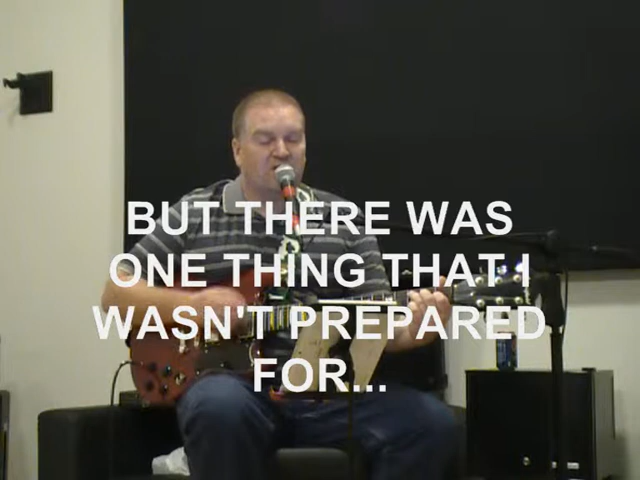 BUT THERE WAS
ONE THING THAT I
WASN'T PREPARED
FOR...